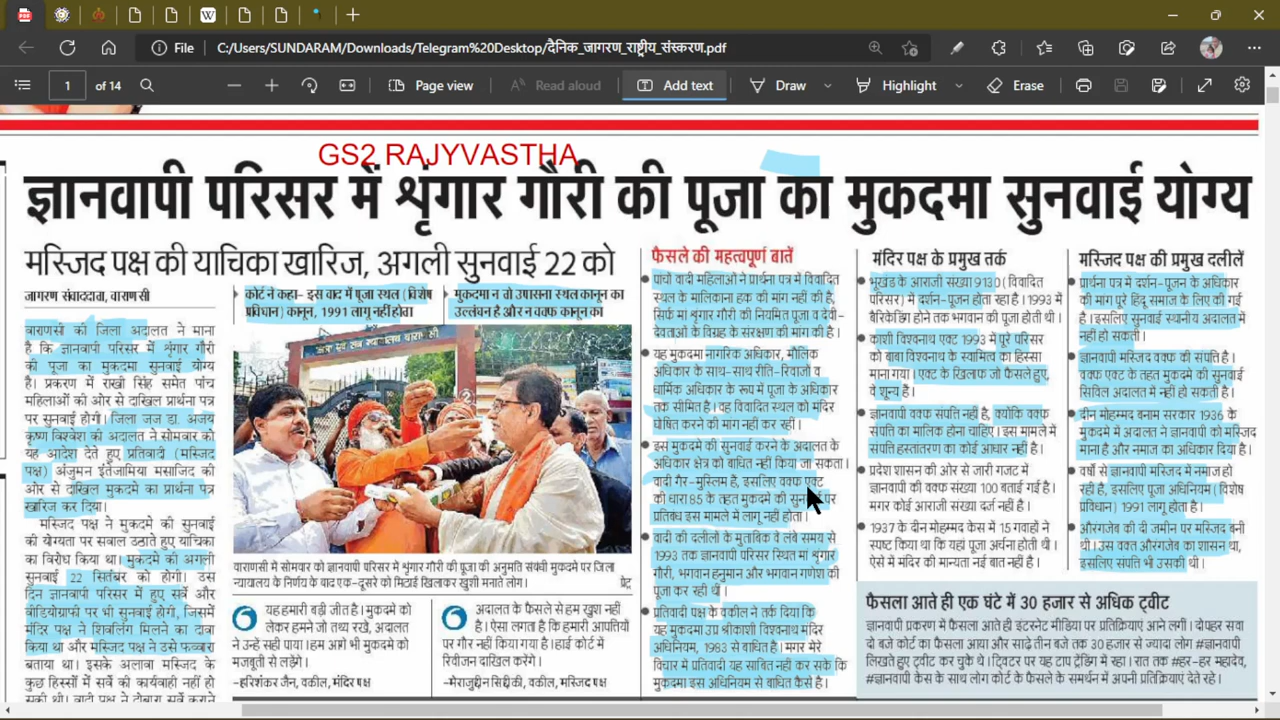 File
C:/Users/SUNDARAM/Downloads/Telegram%20Desktop/दैनिक_जागरण_राष्ट्रीय_संस्करण.pdf
1 of 14
Page view
Read aloud
Add text
Draw
Highlight
Erase
GS2 RAJYVASTHA
ज्ञानवापी परिसर में श्रृंगार गौरी की पूजा का मुकदमा सुनवाई योग्य
मस्जिद पक्ष की याचिका खारिज, अगली सुनवाई 22 को
जागरण संवाददाता, वाराणसी
वाराणसी की जिला अदालत ने माना
है कि ज्ञानवापी परिसर में श्रृंगार गौरी
की पूजा का मुकदमा सुनवाई योग्य
है। प्रकरण में राखी सिंह समेत पांच
महिलाओं की ओर से दाखिल प्रार्थना पत्र
पर सुनवाई होगी। जिला जज डा. अजय
कृष्ण विश्वेश की अदालत ने सोमवार को
यह आदेश देते हुए प्रतिवादी (मस्जिद
पक्ष) अंजुमन इंतेजामिया मसाजिद की
ओर से दाखिल मुकदमे का प्रार्थना पत्र
खारिज कर दिया।
मस्जिद पक्ष ने मुकदमे की सुनवाई
की योग्यता पर सवाल उठाते हुए याचिका
का विरोध किया था। मुकदमे की अगली
सुनवाई 22 सितंबर को होगी। उस
दिन ज्ञानवापी परिसर में हुए सर्वे और
वीडियोग्राफी पर भी सुनवाई होगी, जिसमें
मंदिर पक्ष ने शिवलिंग मिलने का दावा
किया था और मस्जिद पक्ष ने उसे फव्वारा
बताया था। इसके अलावा मस्जिद के
कुछ हिस्सों में सर्वे की कार्यवाही नहीं हो
सकी थी। वादी पक्ष ने दोबारा सर्वे कराने
कोर्ट ने कहा- इस वाद में पूजा स्थल (विशेष
प्रविधान) कानून, 1991 लागू नहीं होता
मुकदमा न तो उपासना स्थल कानून का
उल्लंघन है और न वक्फ कानून का
वाराणसी में सोमवार को ज्ञानवापी परिसर में श्रृंगार गौरी की पूजा की अनुमति संबंधी मुकदमे पर जिला
न्यायालय के निर्णय के बाद एक-दूसरे को मिठाई खिलाकर खुशी मनाते लोग। प्रेट्र
यह हमारी बड़ी जीत है। मुकदमे को
लेकर हमने जो तथ्य रखे, अदालत
ने उन्हें सही पाया। हम आगे भी मुकदमे को
मजबूती से लड़ेंगे।
-हरिशंकर जैन, वकील, मंदिर पक्ष
अदालत के फैसले से हम खुश नहीं
हैं। ऐसा लगता है कि हमारी आपत्तियों
पर गौर नहीं किया गया है। हाई कोर्ट में
रिवीजन दाखिल करेंगे।
-मेराजुद्दीन सिद्दीकी, वकील, मस्जिद पक्ष
फैसले की महत्वपूर्ण बातें
पांचों वादी महिलाओं ने प्रार्थना पत्र में विवादित
स्थल के मालिकाना हक की मांग नहीं की है,
सिर्फ मां श्रृंगार गौरी की नियमित पूजा व देवी-
देवताओं के विग्रह के संरक्षण की मांग की है।
यह मुकदमा नागरिक अधिकार, मौलिक
अधिकार के साथ-साथ रीति-रिवाजों व
धार्मिक अधिकार के रूप में पूजा के अधिकार
तक सीमित है। वह विवादित स्थल को मंदिर
घोषित करने की मांग नहीं कर रहीं।
इस मुकदमे की सुनवाई करने के अदालत के
अधिकार क्षेत्र को बाधित नहीं किया जा सकता।
वादी गैर-मुस्लिम हैं, इसलिए वक्फ एक्ट
की धारा 85 के तहत मुकदमे की सुनवाई पर
प्रतिबंध इस मामले में लागू नहीं होता।
वादी की दलीलों के मुताबिक वे लंबे समय से
1993 तक ज्ञानवापी परिसर स्थित मां श्रृंगार
गौरी, भगवान हनुमान और भगवान गणेश की
पूजा कर रही थीं।
प्रतिवादी पक्ष के वकील ने तर्क दिया कि
यह मुकदमा उप्र श्रीकाशी विश्वनाथ मंदिर
अधिनियम, 1983 से बाधित है। मगर मेरे
विचार में प्रतिवादी यह साबित नहीं कर सके कि
मुकदमा इस अधिनियम से बाधित कैसे है।
मंदिर पक्ष के प्रमुख तर्क
भूखंड के आराजी संख्या 9130 (विवादित
परिसर) में दर्शन-पूजन होता रहा है। 1993 में
बैरिकेडिंग होने तक भगवान की पूजा होती थी।
काशी विश्वनाथ एक्ट 1993 में पूरे परिसर
को बाबा विश्वनाथ के स्वामित्व का हिस्सा
माना गया। एक्ट के खिलाफ जो फैसले हुए,
वे शून्य हैं।
ज्ञानवापी वक्फ संपत्ति नहीं है, क्योंकि वक्फ
संपत्ति का मालिक होना चाहिए। इस मामले में
संपत्ति हस्तातरण का कोई आधार नहीं है।
प्रदेश शासन की ओर से जारी गजट में
ज्ञानवापी की वक्फ संख्या 100 बताई गई है।
मगर कोई आराजी संख्या दर्ज नहीं है।
1937 के दीन मोहम्मद केस में 15 गवाहों ने
स्पष्ट किया था कि यहां पूजा अर्चना होती थी।
ऐसे में मंदिर की मान्यता नई बात नहीं है।
मस्जिद पक्ष की प्रमुख दलीलें
प्रार्थना पत्र में दर्शन-पूजन के अधिकार
की मांग पूरे हिंदू समाज के लिए की गई
है। इसलिए सुनवाई स्थानीय अदालत में
नहीं हो सकती।
ज्ञानवापी मस्जिद वक्फ की संपत्ति है।
वक्फ एक्ट के तहत मुकदमे की सुनवाई
सिविल अदालत में नहीं हो सकती है।
दीन मोहम्मद बनाम सरकार 1936 के
मुकदमे में अदालत ने ज्ञानवापी को मस्जिद
माना है और नमाज का अधिकार दिया है।
वर्षों से ज्ञानवापी मस्जिद में नमाज हो
रही है, इसलिए पूजा अधिनियम (विशेष
प्रविधान) 1991 लागू होता है।
औरंगजेब की दी जमीन पर मस्जिद बनी
थी। उस वक्त औरंगजेब का शासन था,
इसलिए संपत्ति भी उसकी थी।
फैसला आते ही एक घंटे में 30 हजार से अधिक ट्वीट
ज्ञानवापी प्रकरण में फैसला आते ही इंटरनेट मीडिया पर प्रतिक्रियाएं आने लगीं। दोपहर सवा
दो बजे कोर्ट का फैसला आया और साढ़े तीन बजे तक 30 हजार से ज्यादा लोग #ज्ञानवापी
लिखते हुए ट्वीट कर चुके थे। ट्विटर पर यह टाप ट्रेंडिंग में रहा। रात तक #हर-हर महादेव,
#ज्ञानवापी केस के साथ लोग कोर्ट के फैसले के समर्थन में अपनी प्रतिक्रियाएं देते रहे।